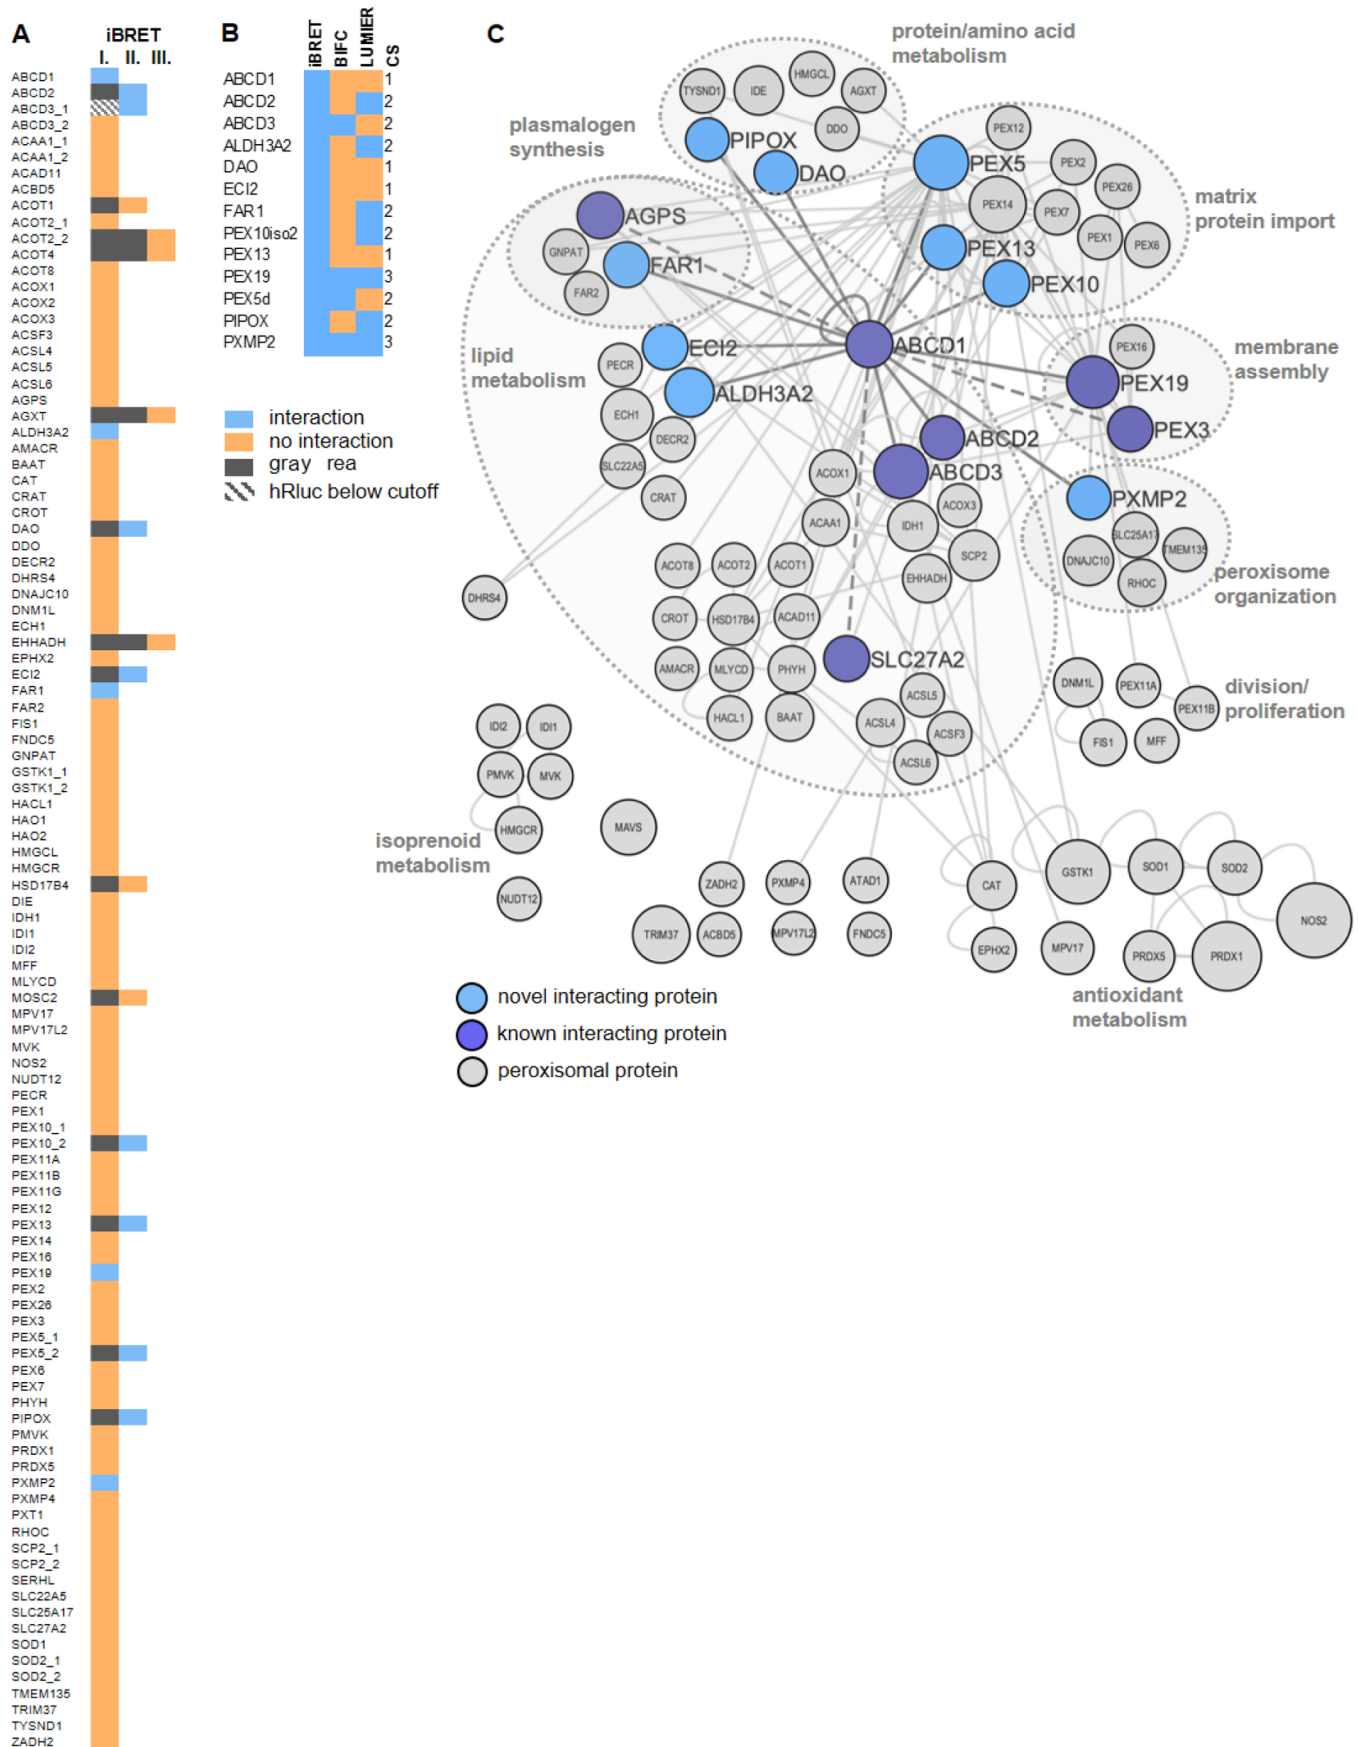 A
iBRET
I. II. III.
ABCD1
ABCD2
ABCD3_1
ABCD3_2
ACAA1_1
ACAA1_2
ACAD11
ACBD5
ACOT1
ACOT2_1
ACOT2_2
ACOT4
ACOT8
ACOX1
ACOX2
ACOX3
ACSF3
ACSL4
ACSL5
ACSL6
AGPS
AGXT
ALDH3A2
AMACR
BAAT
CAT
CRAT
CROT
DAO
DDO
DECR2
DHRS4
DNAJC10
DNM1L
ECH1
EHHADH
EPHX2
ECI2
FAR1
FAR2
FIS1
FNDC5
GNPAT
GSTK1_1
GSTK1_2
HACL1
HAO1
HAO2
HMGCL
HMGCR
HSD17B4
DIE
IDH1
IDI1
IDI2
MFF
MLYCD
MOSC2
MPV17
MPV17L2
MVK
NOS2
NUDT12
PECR
PEX1
PEX10_1
PEX10_2
PEX11A
PEX11B
PEX11G
PEX12
PEX13
PEX14
PEX16
PEX19
PEX2
PEX26
PEX3
PEX5_1
PEX5_2
PEX6
PEX7
PHYH
PIPOX
PMVK
PRDX1
PRDX5
PXMP2
PXMP4
PXT1
RHOC
SCP2_1
SCP2_2
SERHL
SLC22A5
SLC25A17
SLC27A2
SOD1
SOD2_1
SOD2_2
TMEM135
TRIM37
TYSND1
ZADH2
B
iBRET
BIFC
LUMIER
CS
ABCD1 1
ABCD2 2
ABCD3 2
ALDH3A2 2
DAO 1
ECI2 1
FAR1 2
PEX10iso2 2
PEX13 1
PEX19 3
PEX5d 2
PIPOX 2
PXMP2 3
interaction
no interaction
gray rea
hRluc below cutoff
C
protein/amino acid
metabolism
TYSND1
IDE
HMGCL
AGXT
DDO
PIPOX
DAO
plasmalogen
synthesis
AGPS
GNPAT
FAR1
FAR2
matrix
protein import
PEX12
PEX5
PEX2
PEX26
PEX14
PEX7
PEX1
PEX6
PEX13
PEX10
ABCD1
lipid
metabolism
ECI2
PECR
ALDH3A2
ECH1
DECR2
SLC22A5
CRAT
membrane
assembly
PEX16
PEX19
PEX3
ABCD2
ABCD3
ACOX1
ACOX3
ACAA1
IDH1
SCP2
EHHADH
ACOT8
ACOT2
ACOT1
CROT
HSD17B4
ACAD11
AMACR
MLYCD
PHYH
HACL1
BAAT
SLC27A2
ACSL5
ACSL4
ACSF3
ACSL6
DHRS4
PXMP2
SLC25A17
TMEM135
DNAJC10
RHOC
peroxisome
organization
DNM1L
PEX11A
PEX11B
FIS1
MFF
division/
proliferation
IDI2
IDI1
PMVK
MVK
HMGCR
isoprenoid
metabolism
NUDT12
MAVS
ZADH2
PXMP4
ATAD1
TRIM37
ACBD5
MPV17L2
FNDC5
CAT
EPHX2
GSTK1
MPV17
SOD1
SOD2
NOS2
PRDX5
PRDX1
antioxidant
metabolism
novel interacting protein
known interacting protein
peroxisomal protein